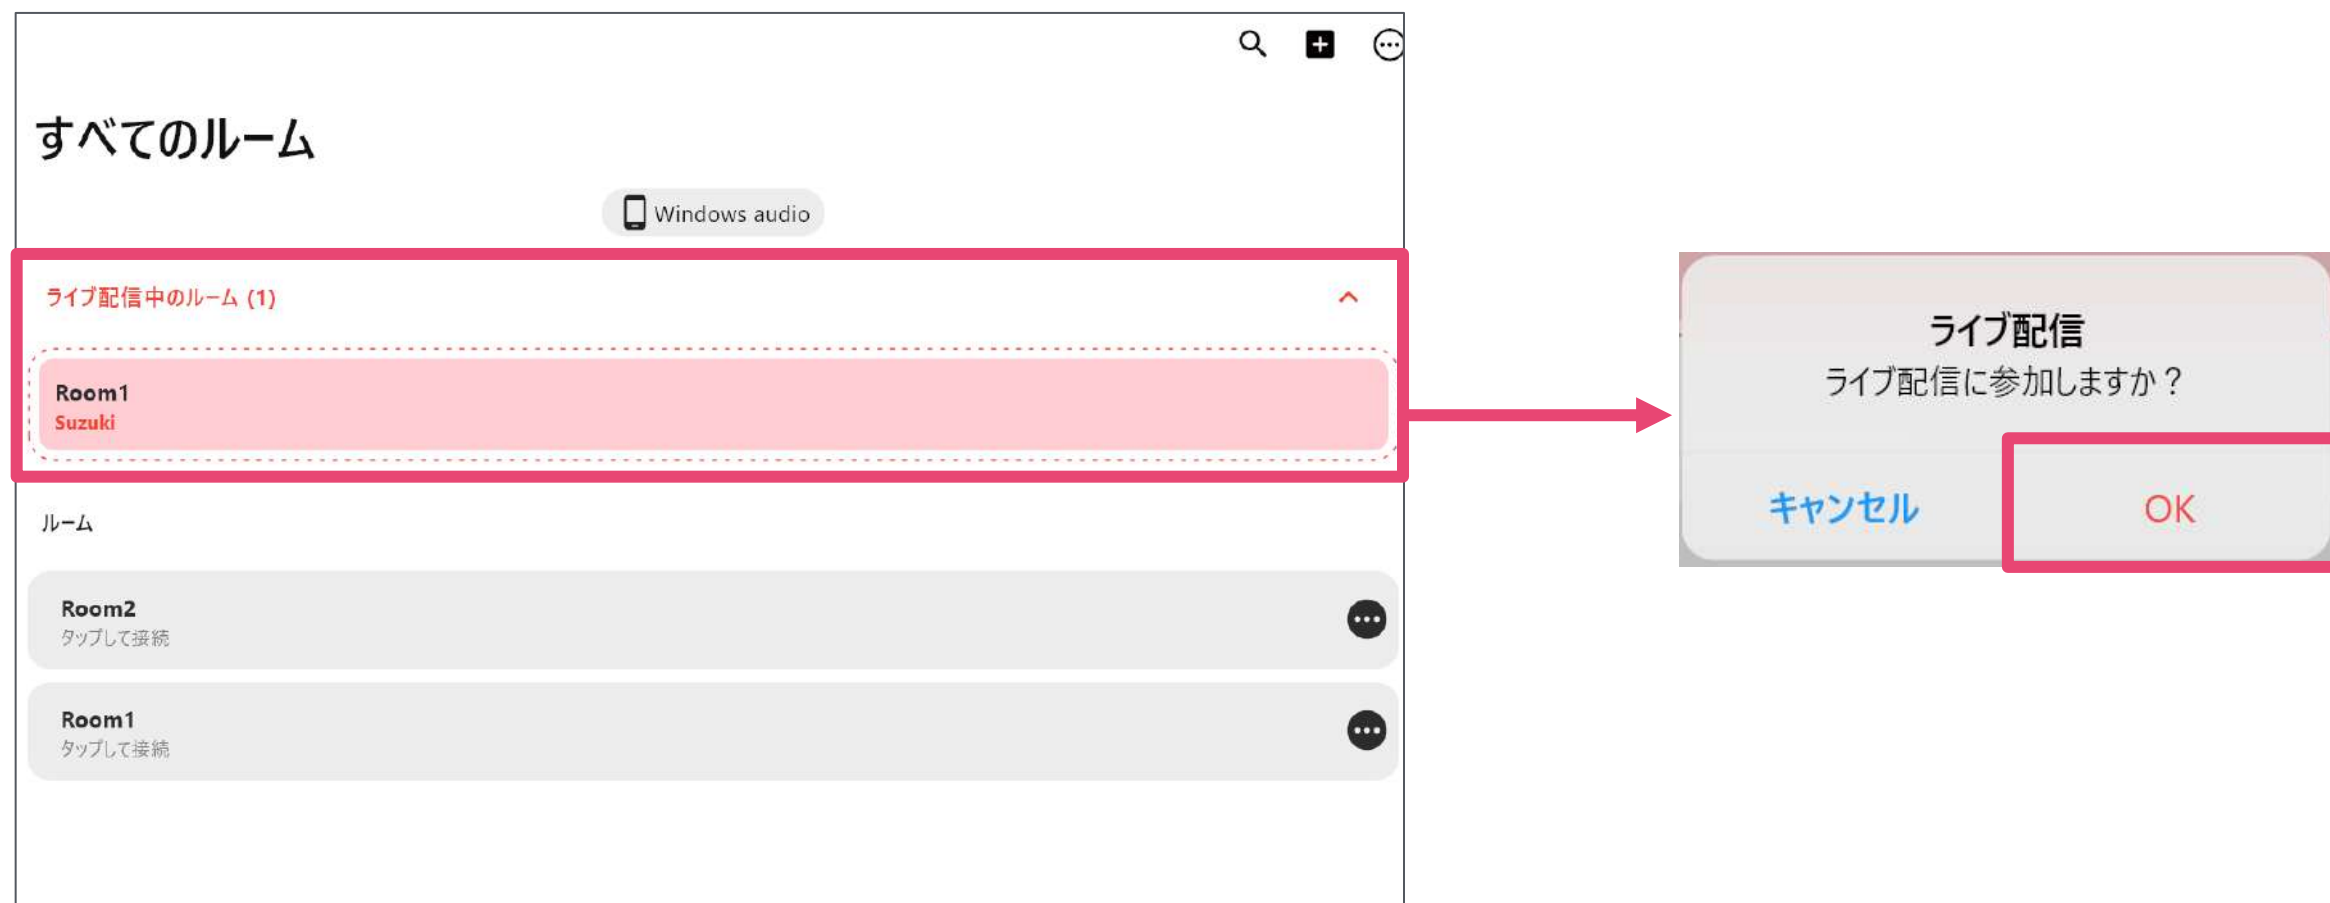 すべてのルーム
Windows audio
ライブ配信中のルーム (1)
Room1
Suzuki
ルーム
Room2
タップして接続
Room1
タップして接続
ライブ配信
ライブ配信に参加しますか？
キャンセル
OK